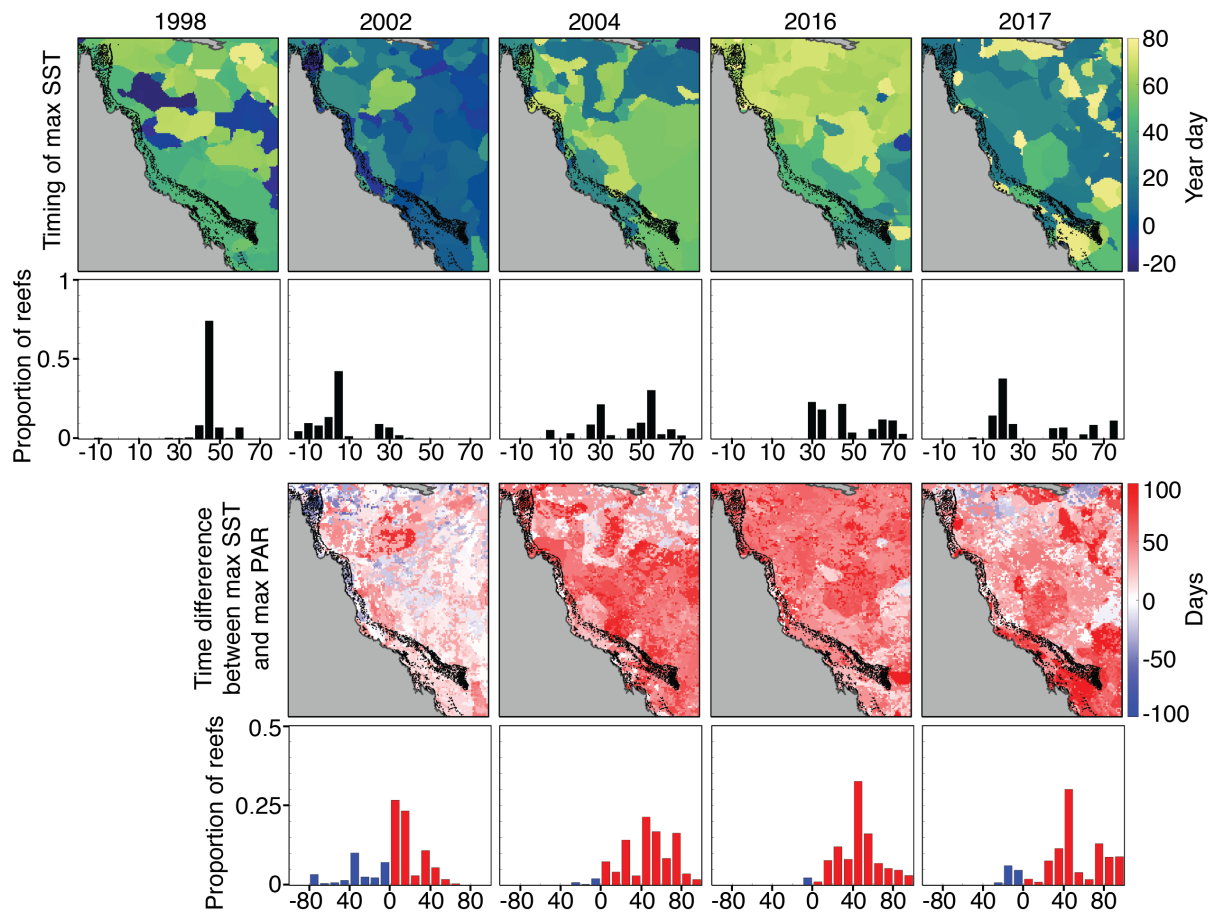 1998 2002 2004 2016 2017
Timing of max SST
80
60
40
20
0
-20
Year day
Proportion of reefs
1
0.5
0
-10 10 30 50 70 -10 10 30 50 70 -10 10 30 50 70 -10 10 30 50 70 -10 10 30 50 70
Time difference
between max SST
and max PAR
100
50
0
-50
-100
Days
Proportion of reefs
0.5
0.25
0
-80 -40 0 40 80 -80 -40 0 40 80 -80 -40 0 40 80 -80 -40 0 40 80